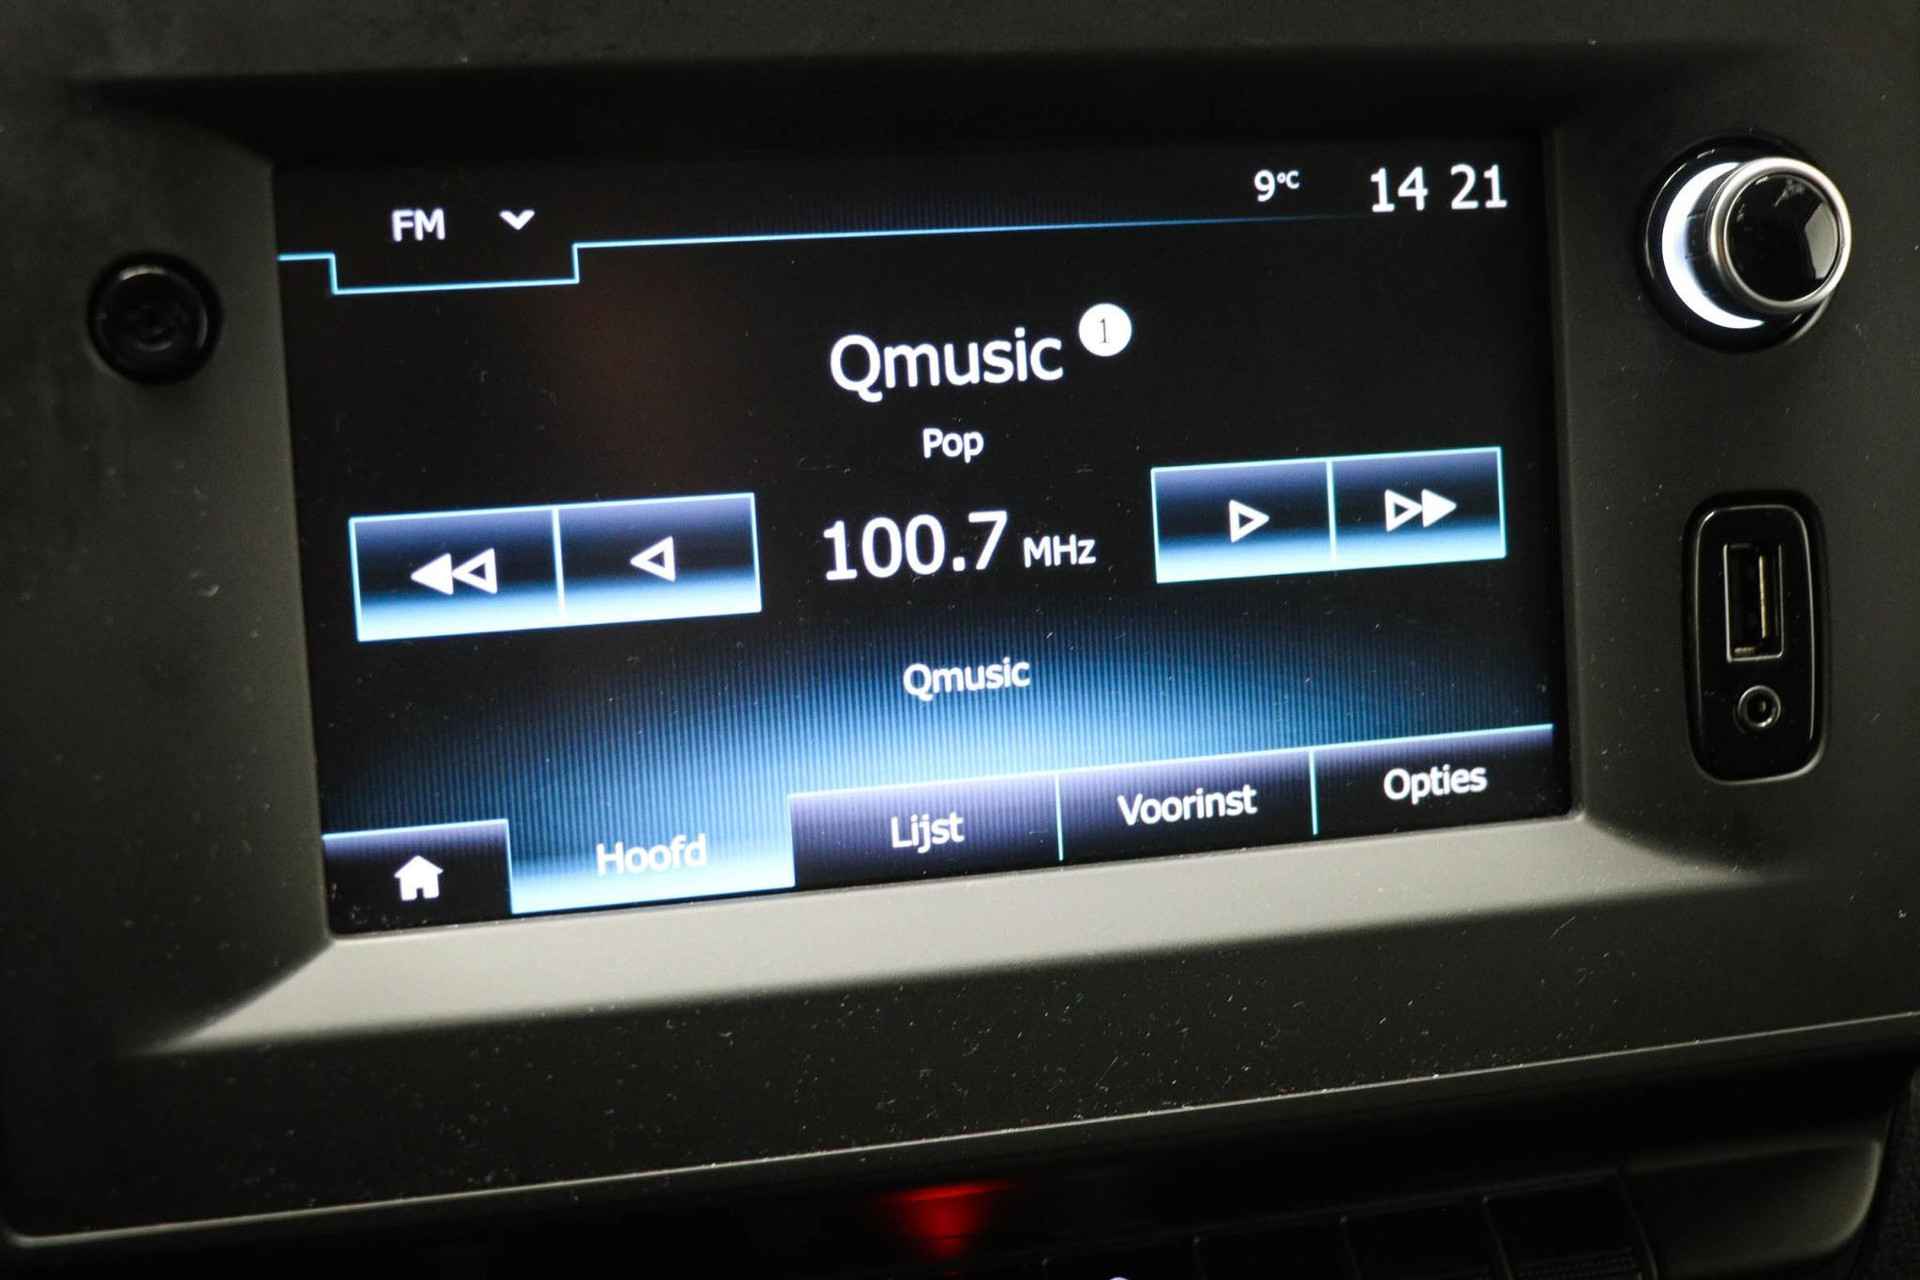 FM
9°C 14 21
Qmusic 1
Pop
100.7 MHz
Qmusic
Hoofd Lijst Voorinst Opties